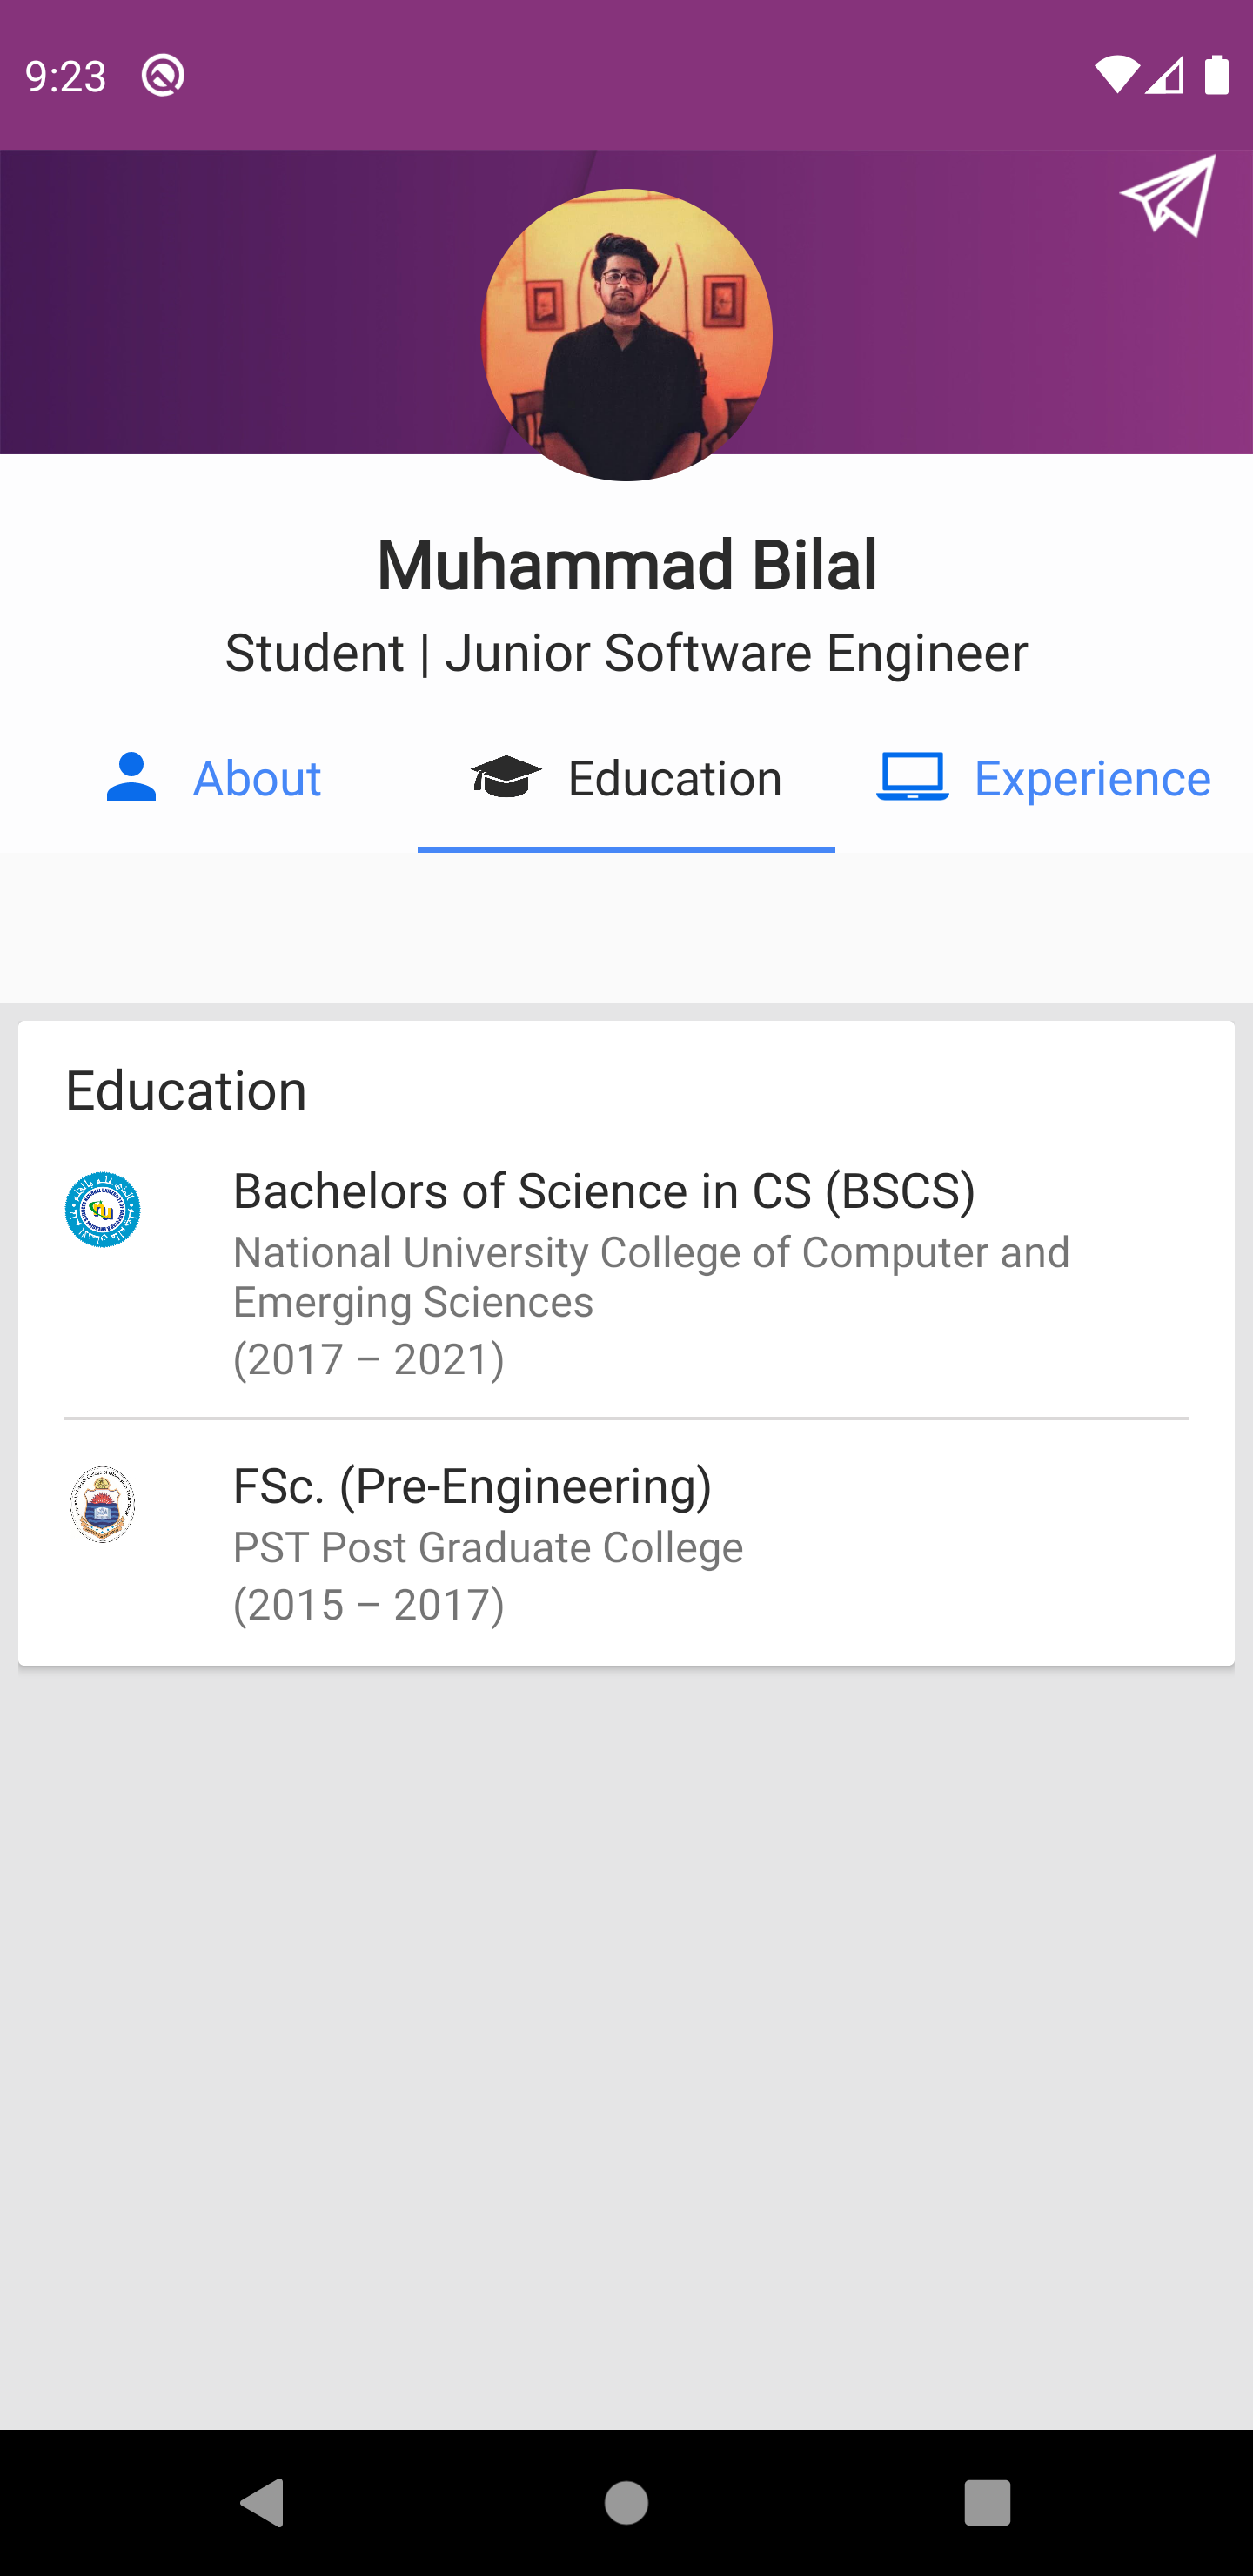 9:23
Muhammad Bilal
Student | Junior Software Engineer
About
Education
Experience
Education
Bachelors of Science in CS (BSCS)
National University College of Computer and
Emerging Sciences
(2017 – 2021)
FSc. (Pre-Engineering)
PST Post Graduate College
(2015 – 2017)